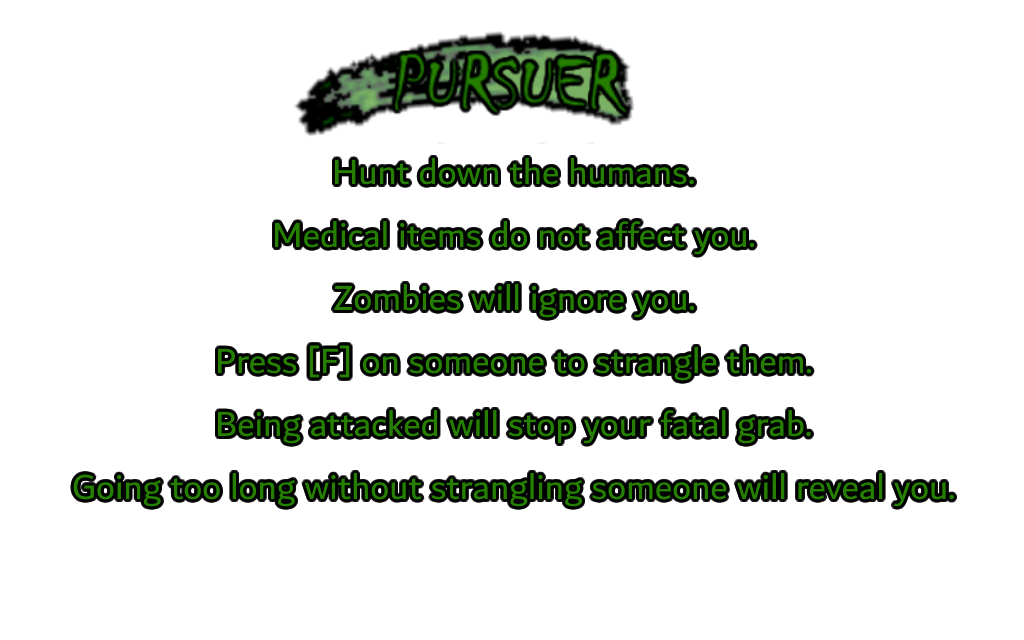 PURSUER
Hunt down the humans.
Medical items do not affect you.
Zombies will ignore you.
Press [F] on someone to strangle them.
Being attacked will stop your fatal grab.
Going too long without strangling someone will reveal you.